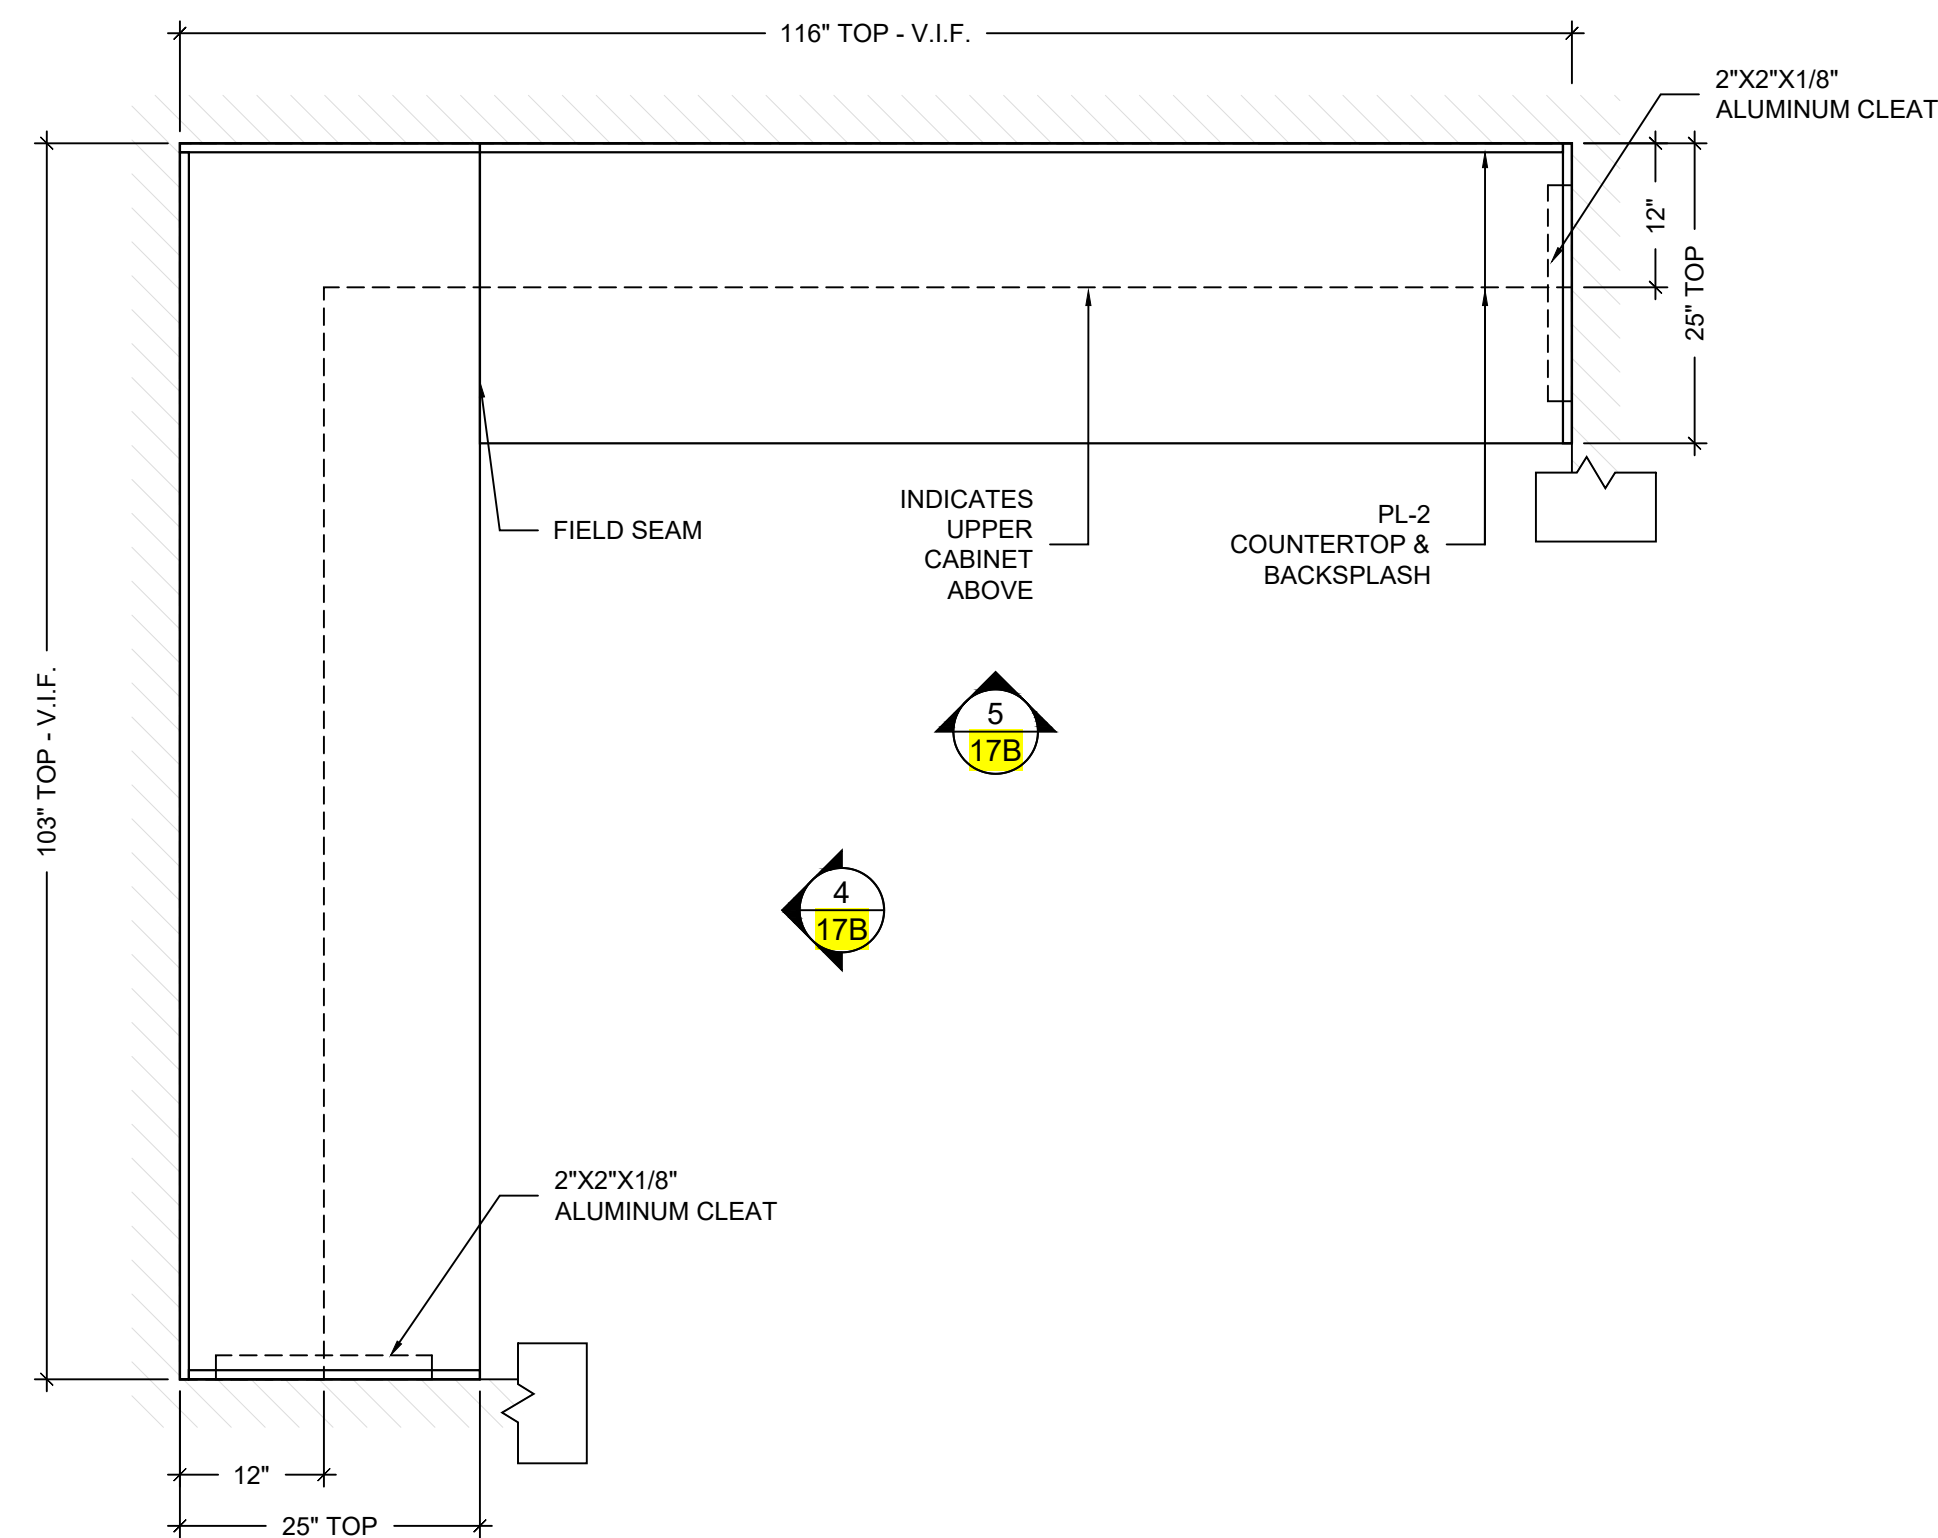 116" TOP - V.I.F.
2"X2"X1/8"
ALUMINUM CLEAT
12"
25" TOP
103" TOP - V.I.F.
FIELD SEAM
INDICATES
UPPER
CABINET
ABOVE
PL-2
COUNTERTOP &
BACKSPLASH
5
17B
4
17B
2"X2"X1/8"
ALUMINUM CLEAT
12"
25" TOP